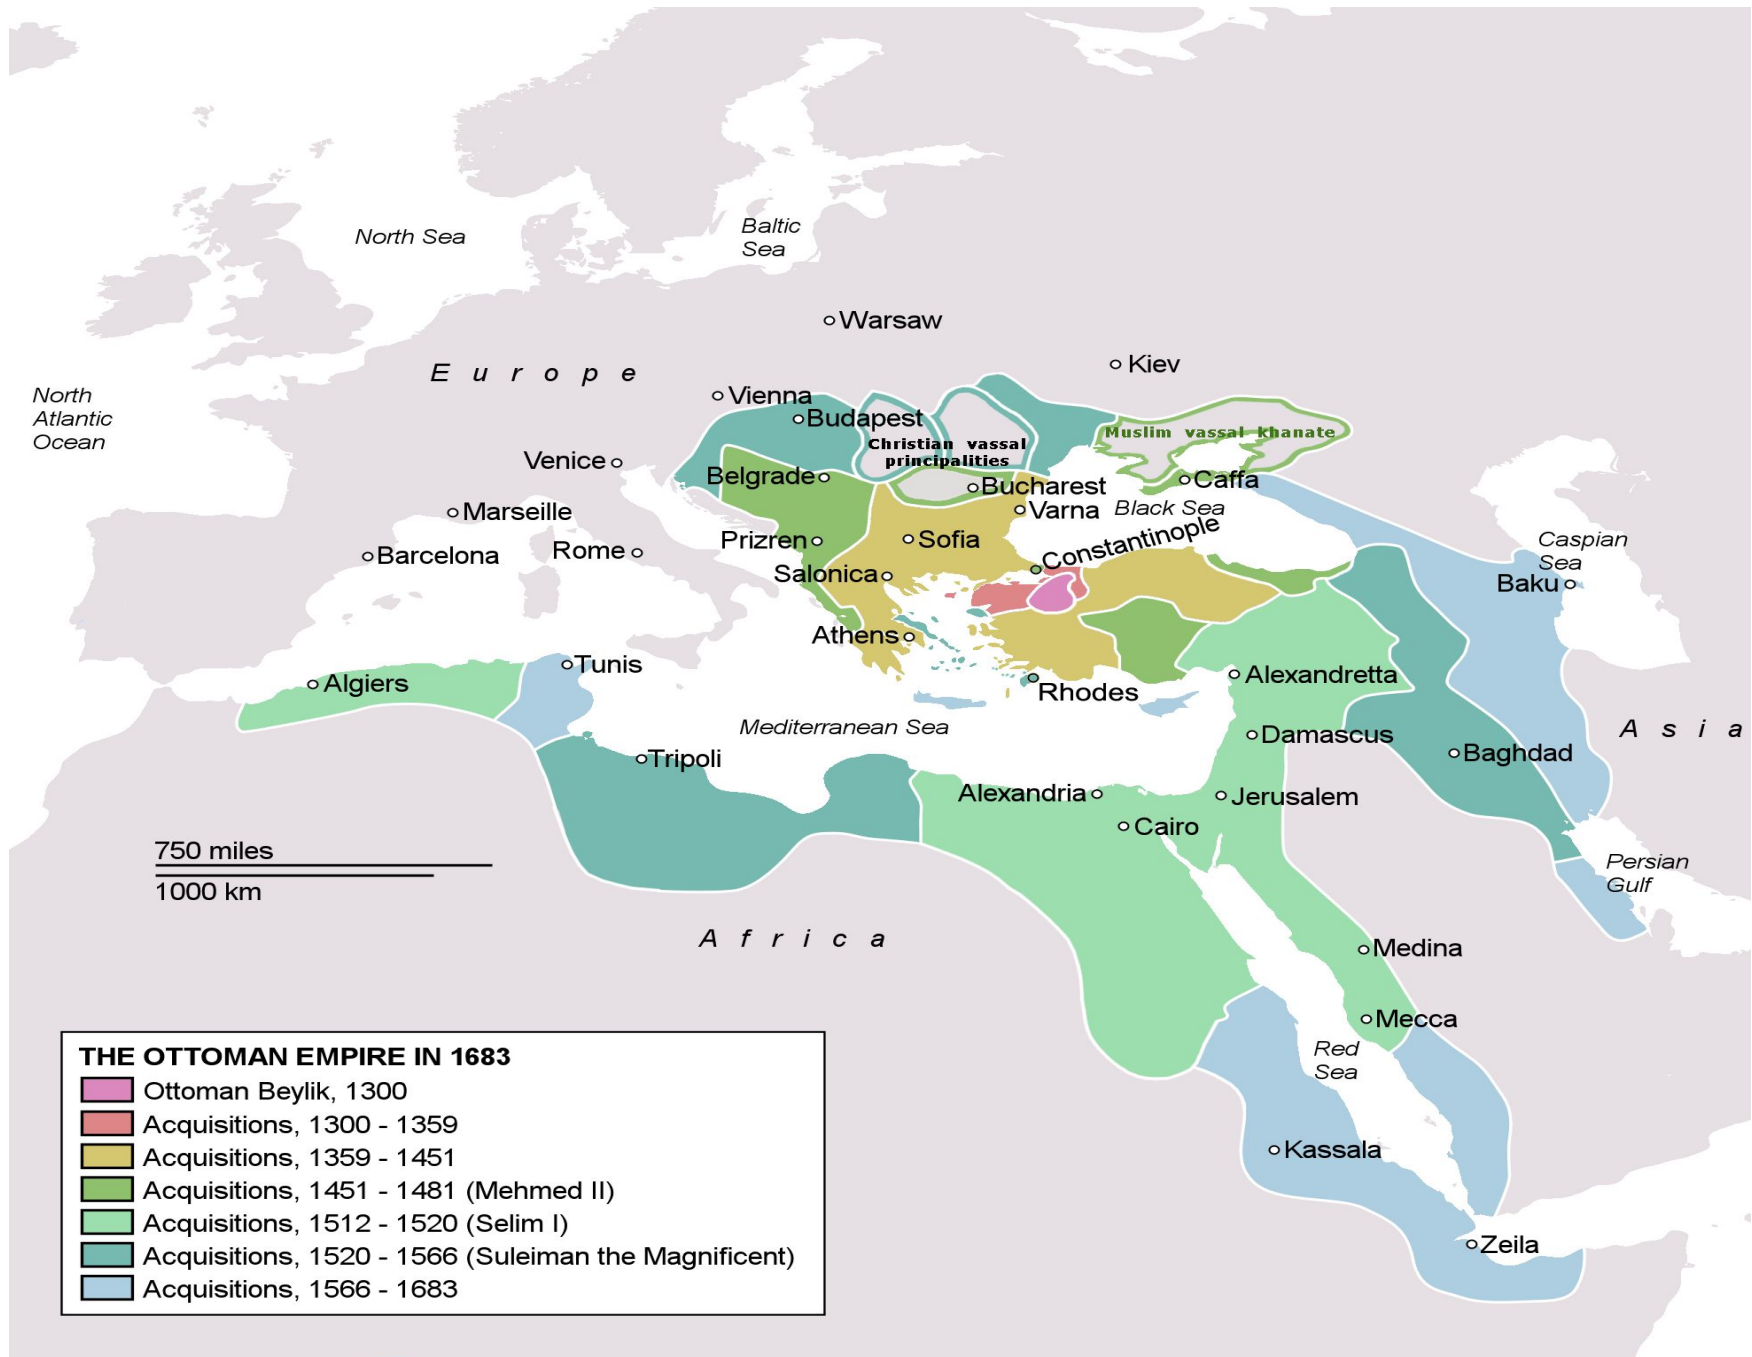 North Sea
Baltic
Sea
Warsaw
Europe
Kiev
North
Atlantic
Ocean
Vienna
Budapest
Christian vassal
principalities
Muslim vassal khanate
Venice
Belgrade
Bucharest
Caffa
Marseille
Varna
Black Sea
Constantinople
Prizren
Sofia
Barcelona
Rome
Salonica
Caspian
Sea
Baku
Athens
Tunis
Algiers
Alexandretta
Rhodes
Mediterranean Sea
Damascus
Asia
Tripoli
Baghdad
Alexandria
Jerusalem
Cairo
750 miles
1000 km
Persian
Gulf
Africa
Medina
Mecca
Red
Sea
Kassala
Zeila
THE OTTOMAN EMPIRE IN 1683
Ottoman Beylik, 1300
Acquisitions, 1300 - 1359
Acquisitions, 1359 - 1451
Acquisitions, 1451 - 1481 (Mehmed II)
Acquisitions, 1512 - 1520 (Selim I)
Acquisitions, 1520 - 1566 (Suleiman the Magnificent)
Acquisitions, 1566 - 1683